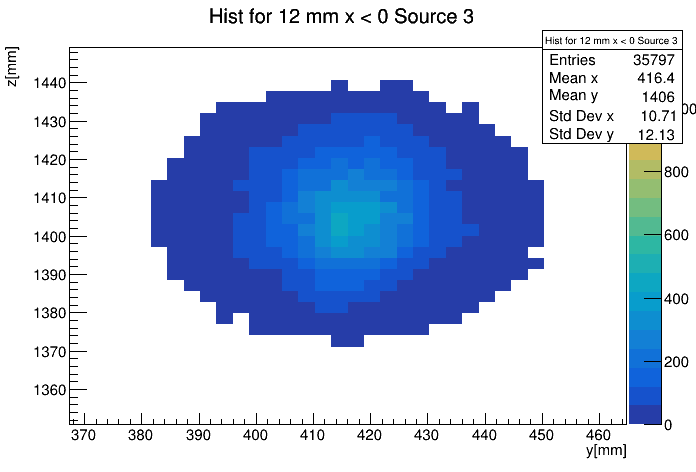 Hist for 12 mm x < 0 Source 3
z[mm]
Hist for 12 mm x < 0 Source 3
Entries 35797
Mean x 416.4
Mean y 1406
Std Dev x 10.71
Std Dev y 12.13
1440
1430
1420
1410
1400
1390
1380
1370
1360
800
600
400
200
0
370 380 390 400 410 420 430 440 450 460
y[mm]